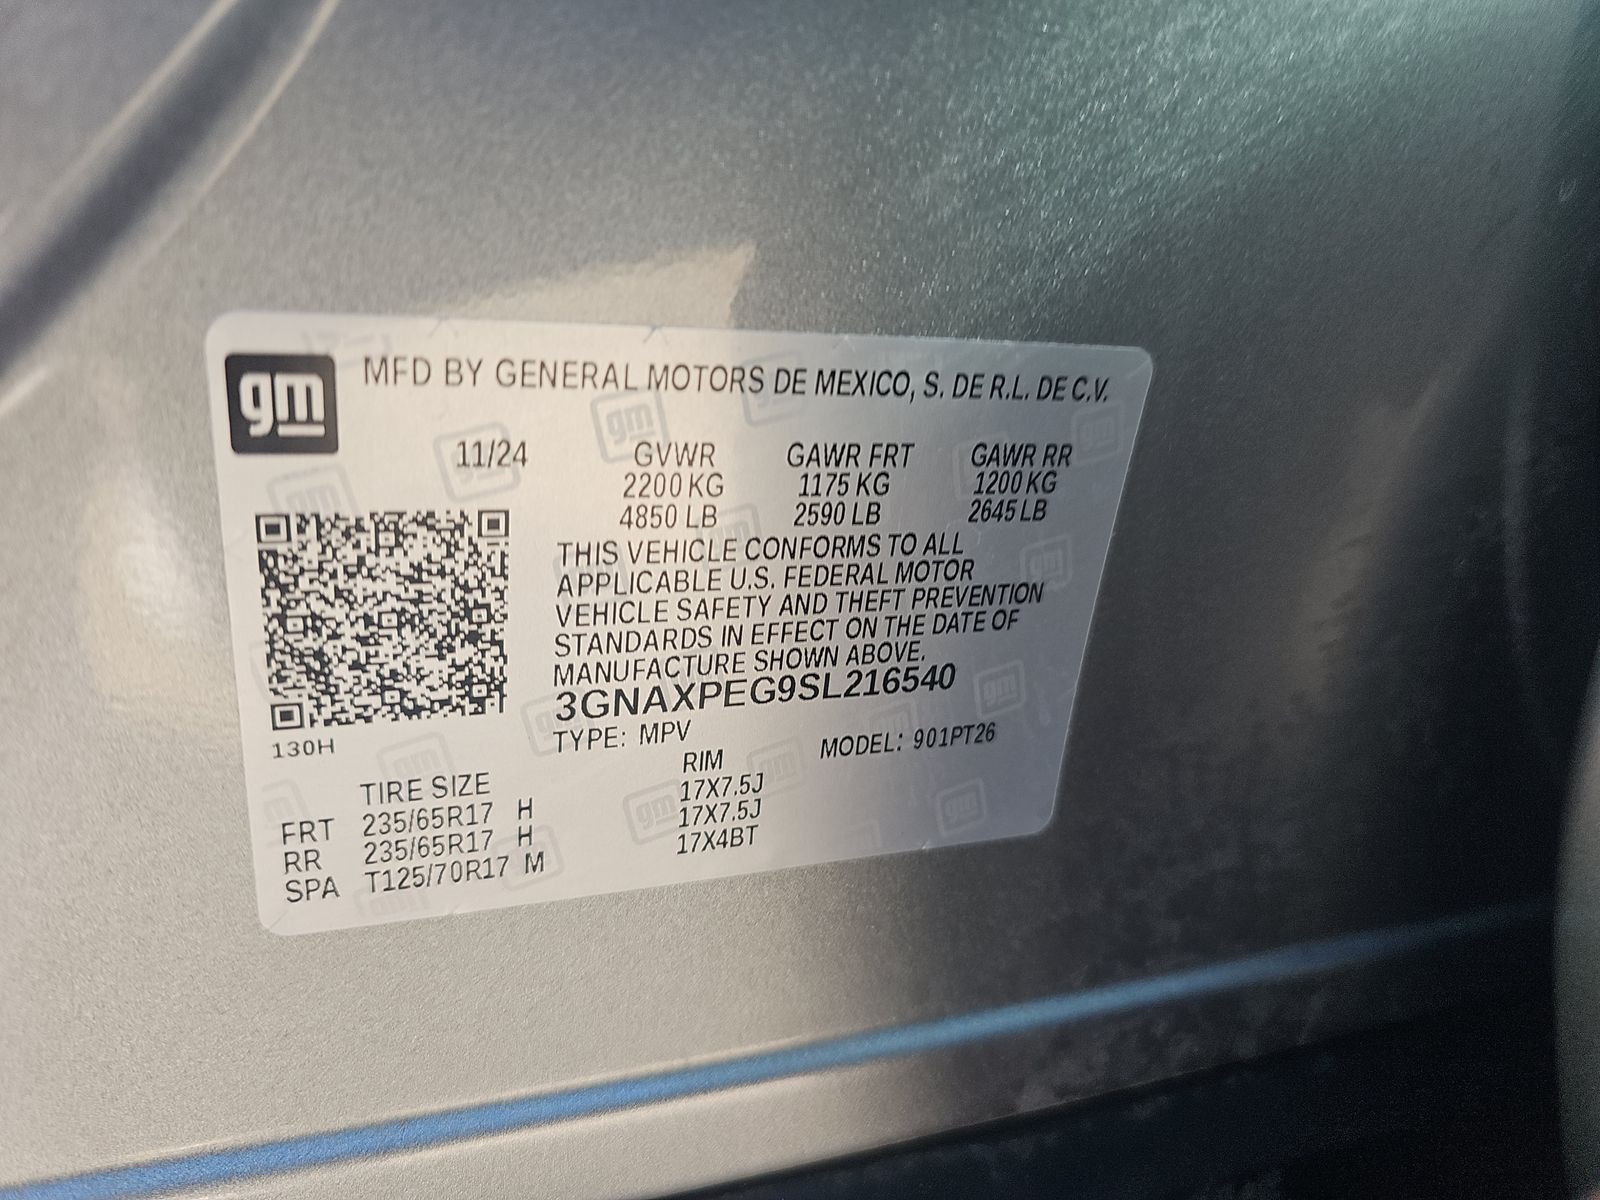 gm
MFD BY GENERAL MOTORS DE MEXICO, S. DE R.L. DE C.V.
11/24 GVWR GAWR FRT GAWR RR
2200 KG 1175 KG 1200 KG
4850 LB 2590 LB 2645 LB
THIS VEHICLE CONFORMS TO ALL
APPLICABLE U.S. FEDERAL MOTOR
VEHICLE SAFETY AND THEFT PREVENTION
STANDARDS IN EFFECT ON THE DATE OF
MANUFACTURE SHOWN ABOVE.
3GNAXPEG9SL216540
TYPE: MPV MODEL: 901PT26
130H
TIRE SIZE RIM
FRT 235/65R17 H 17X7.5J
RR 235/65R17 H 17X7.5J
SPA T125/70R17 M 17X4BT